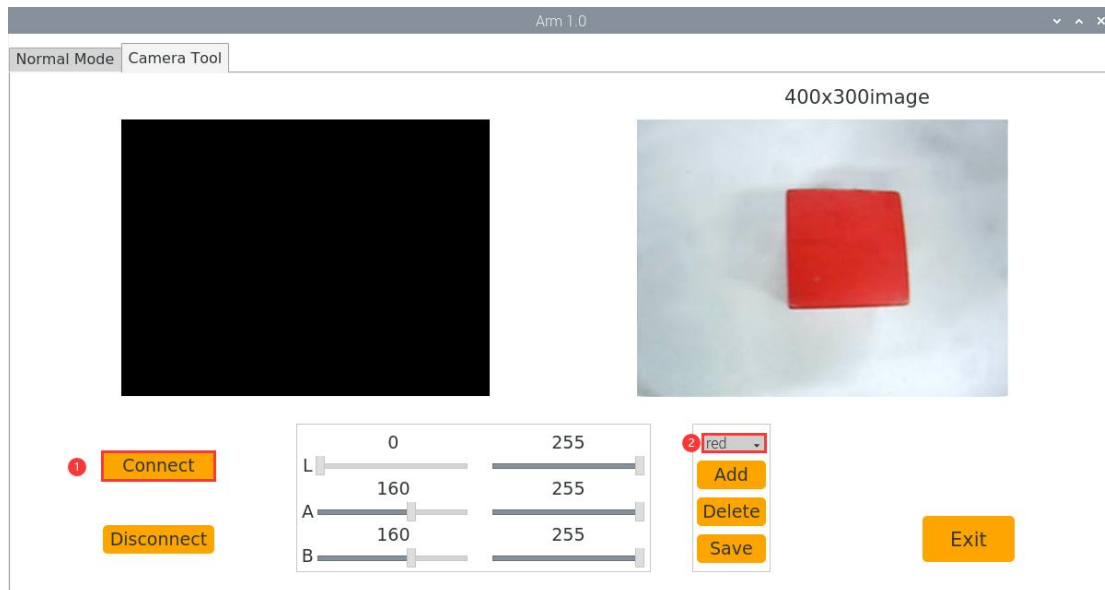 Arm 1.0
Normal Mode Camera Tool
400x300image
0 255
L
160 255
A
160 255
B
1 Connect
Disconnect
2 red
Add
Delete
Save
Exit